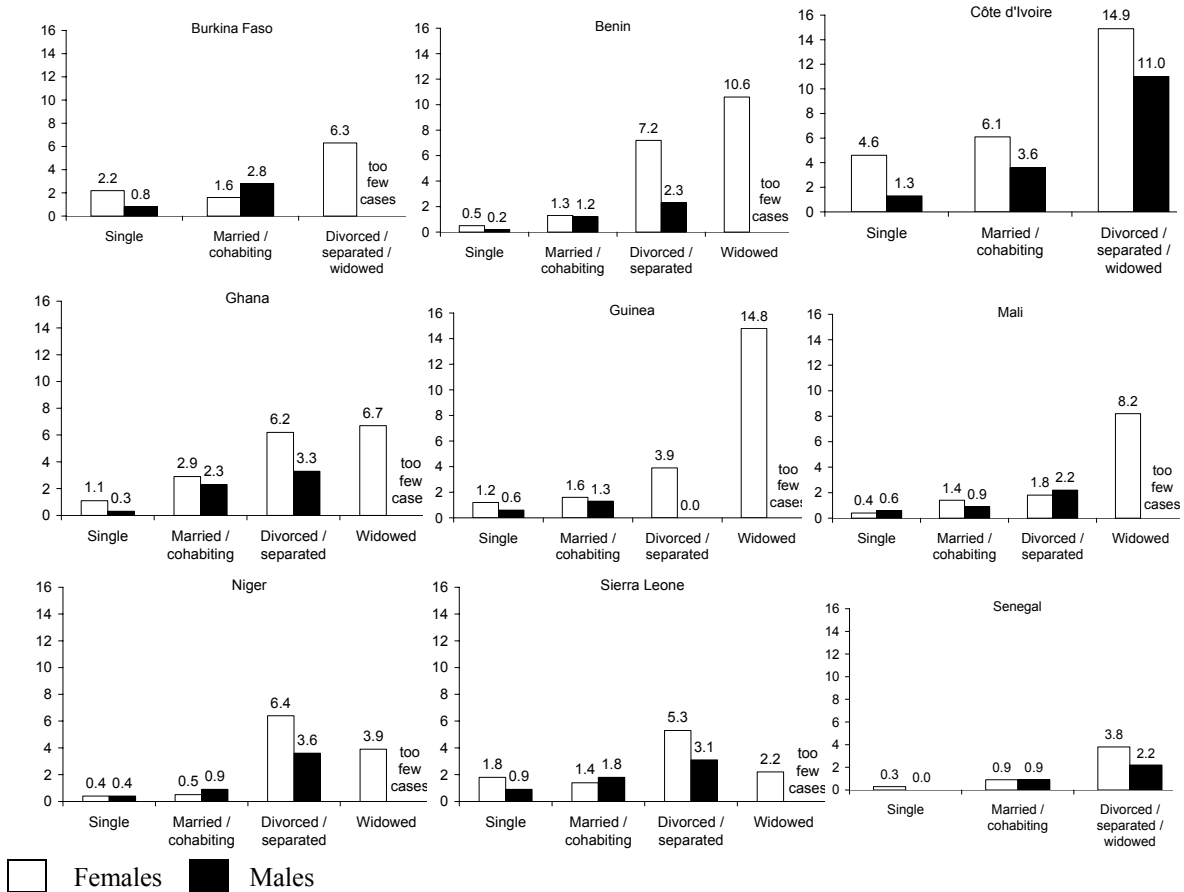 Burkina Faso
16
14
12
10
8
6
4
2
0
2.2
0.8
1.6
2.8
6.3
too
few
cases
Single
Married /
cohabiting
Divorced /
separated /
widowed
Benin
16
14
12
10
8
6
4
2
0
0.5
0.2
1.3
1.2
7.2
2.3
10.6
too
few
cases
Single
Married /
cohabiting
Divorced /
separated
Widowed
Côte d'Ivoire
16
14
12
10
8
6
4
2
0
4.6
1.3
6.1
3.6
14.9
11.0
Single
Married /
cohabiting
Divorced /
separated /
widowed
Ghana
16
14
12
10
8
6
4
2
0
1.1
0.3
2.9
2.3
6.2
3.3
6.7
too
few
cases
Single
Married /
cohabiting
Divorced /
separated
Widowed
Guinea
16
14
12
10
8
6
4
2
0
1.2
0.6
1.6
1.3
3.9
0.0
14.8
too
few
cases
Single
Married /
cohabiting
Divorced /
separated
Widowed
Mali
16
14
12
10
8
6
4
2
0
0.4
0.6
1.4
0.9
1.8
2.2
8.2
too
few
cases
Single
Married /
cohabiting
Divorced /
separated
Widowed
Niger
16
14
12
10
8
6
4
2
0
0.4
0.4
0.5
0.9
6.4
3.6
3.9
too
few
cases
Single
Married /
cohabiting
Divorced /
separated
Widowed
Sierra Leone
16
14
12
10
8
6
4
2
0
1.8
0.9
1.4
1.8
5.3
3.1
2.2
too
few
cases
Single
Married /
cohabiting
Divorced /
separated
Widowed
Senegal
16
14
12
10
8
6
4
2
0
0.3
0.0
0.9
0.9
3.8
2.2
Single
Married /
cohabiting
Divorced /
separated /
widowed
Females
Males